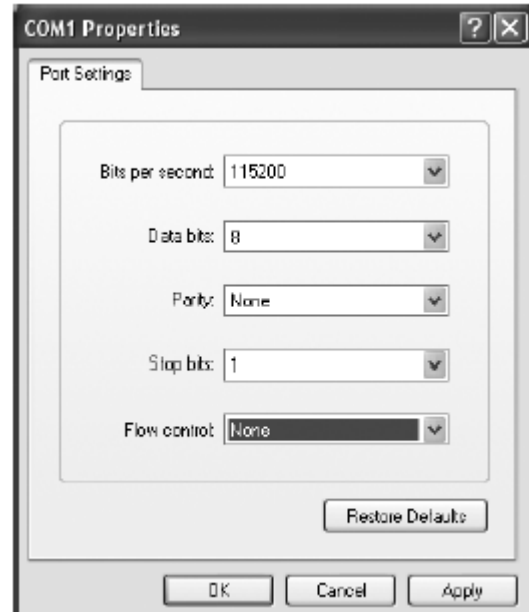 COM1 Properties
Port Settings
Bits per second: 115200
Data bits: 8
Parity: None
Stop bits: 1
Flow control: None
Restore Defaults
OK Cancel Apply